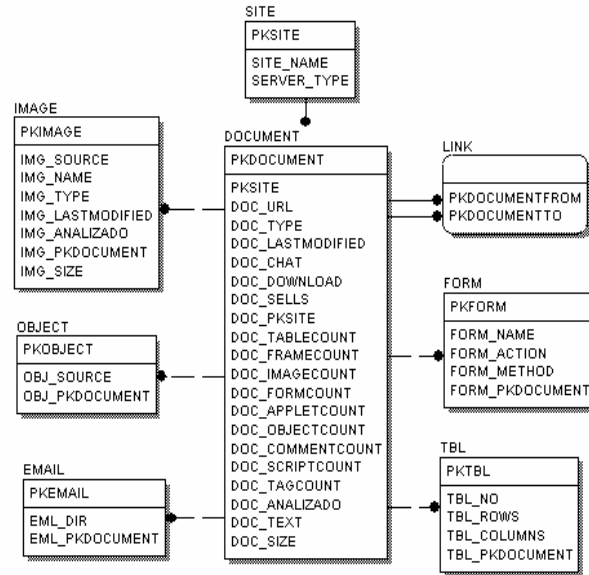 SITE
PKSITE
SITE_NAME
SERVER_TYPE
IMAGE
PKIMAGE
IMG_SOURCE
IMG_NAME
IMG_TYPE
IMG_LASTMODIFIED
IMG_ANALIZADO
IMG_PKDOCUMENT
IMG_SIZE
OBJECT
PKOBJECT
OBJ_SOURCE
OBJ_PKDOCUMENT
EMAIL
PKEMAIL
EML_DIR
EML_PKDOCUMENT
DOCUMENT
PKDOCUMENT
PKSITE
DOC_URL
DOC_TYPE
DOC_LASTMODIFIED
DOC_CHAT
DOC_DOWNLOAD
DOC_SELLS
DOC_PKSITE
DOC_TABLECOUNT
DOC_FRAMECOUNT
DOC_IMAGECOUNT
DOC_FORMCOUNT
DOC_APPLETCOUNT
DOC_OBJECTCOUNT
DOC_COMMENTCOUNT
DOC_SCRIPTCOUNT
DOC_TAGCOUNT
DOC_ANALIZADO
DOC_TEXT
DOC_SIZE
LINK
PKDOCUMENTFROM
PKDOCUMENTTO
FORM
PKFORM
FORM_NAME
FORM_ACTION
FORM_METHOD
FORM_PKDOCUMENT
TBL
PKTBL
TBL_NO
TBL_ROWS
TBL_COLUMNS
TBL_PKDOCUMENT